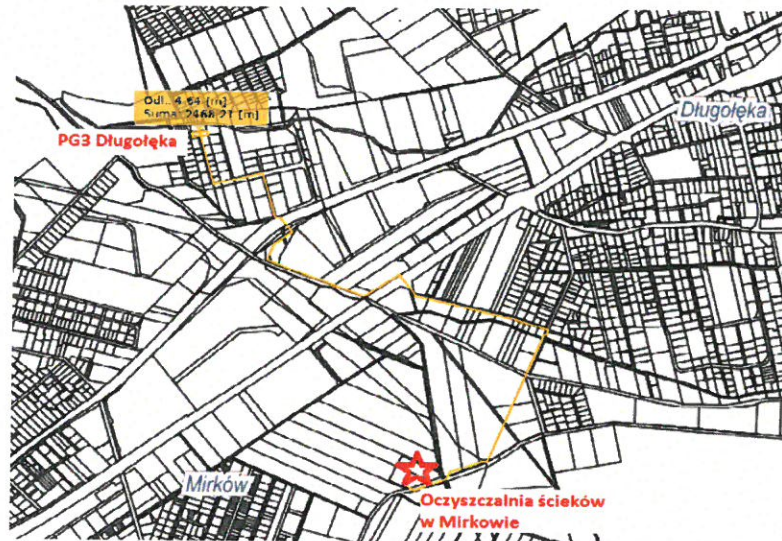 Odl.: 4.64 [m]
Suma: 2468.21 [m]
PG3 Długołęka
Długołęka
Mirków
Oczyszczalnia ścieków
w Mirkowie